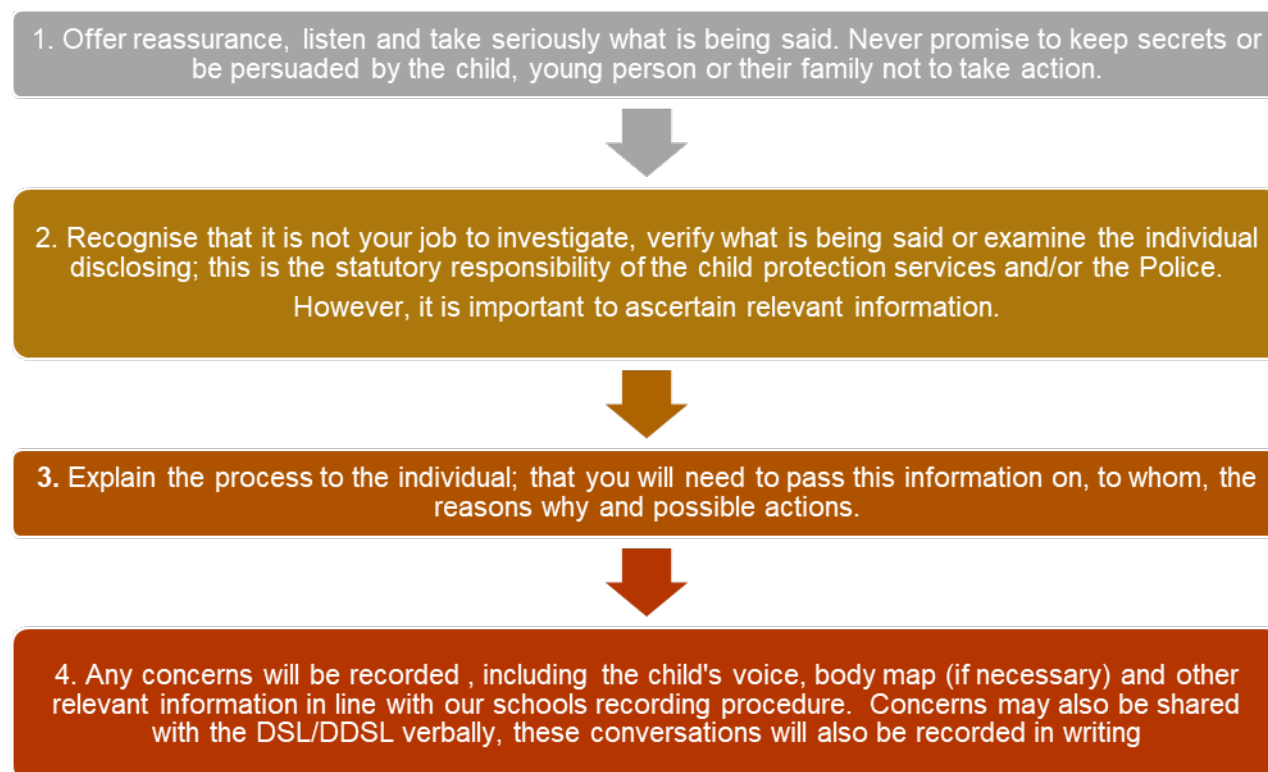 1. Offer reassurance, listen and take seriously what is being said. Never promise to keep secrets or
be persuaded by the child, young person or their family not to take action.
2. Recognise that it is not your job to investigate, verify what is being said or examine the individual
disclosing; this is the statutory responsibility of the child protection services and/or the Police.
However, it is important to ascertain relevant information.
3. Explain the process to the individual; that you will need to pass this information on, to whom, the
reasons why and possible actions.
4. Any concerns will be recorded , including the child's voice, body map (if necessary) and other
relevant information in line with our schools recording procedure. Concerns may also be shared
with the DSL/DDSL verbally, these conversations will also be recorded in writing